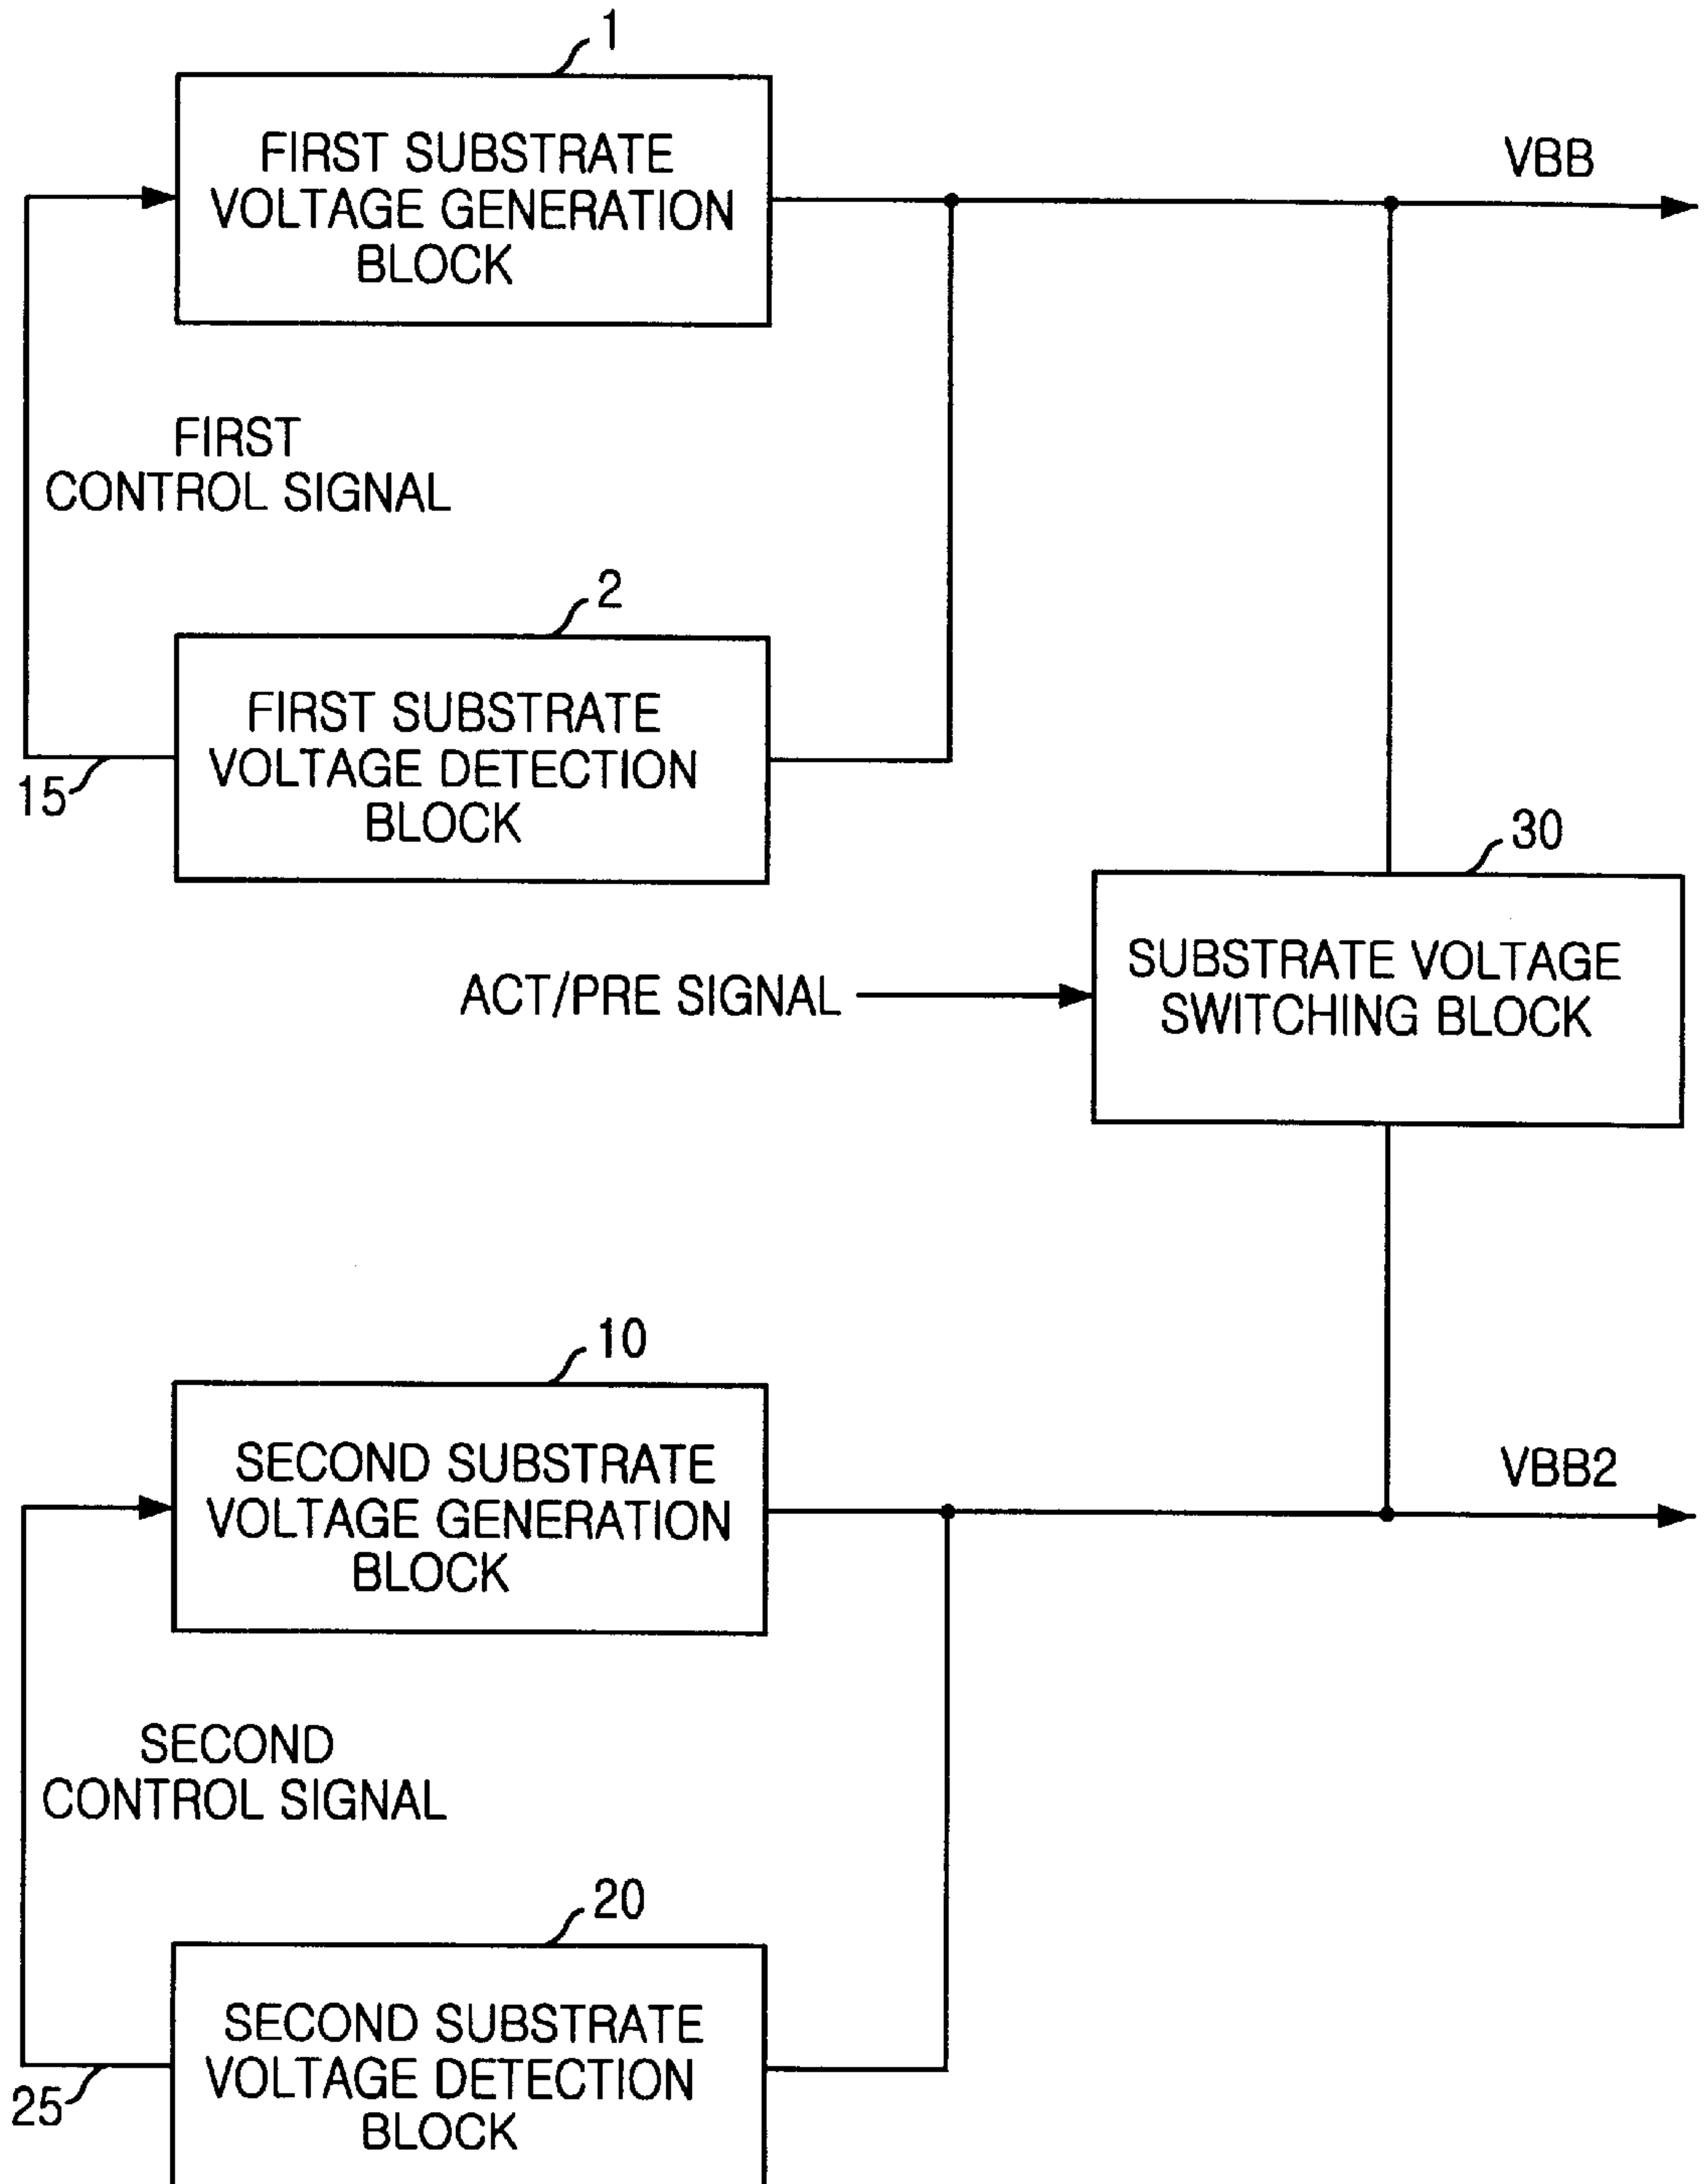 1
FIRST SUBSTRATE
VOLTAGE GENERATION
BLOCK
VBB
FIRST
CONTROL SIGNAL
2
FIRST SUBSTRATE
VOLTAGE DETECTION
BLOCK
15
30
SUBSTRATE VOLTAGE
SWITCHING BLOCK
ACT/PRE SIGNAL
10
SECOND SUBSTRATE
VOLTAGE GENERATION
BLOCK
VBB2
SECOND
CONTROL SIGNAL
20
SECOND SUBSTRATE
VOLTAGE DETECTION
BLOCK
25